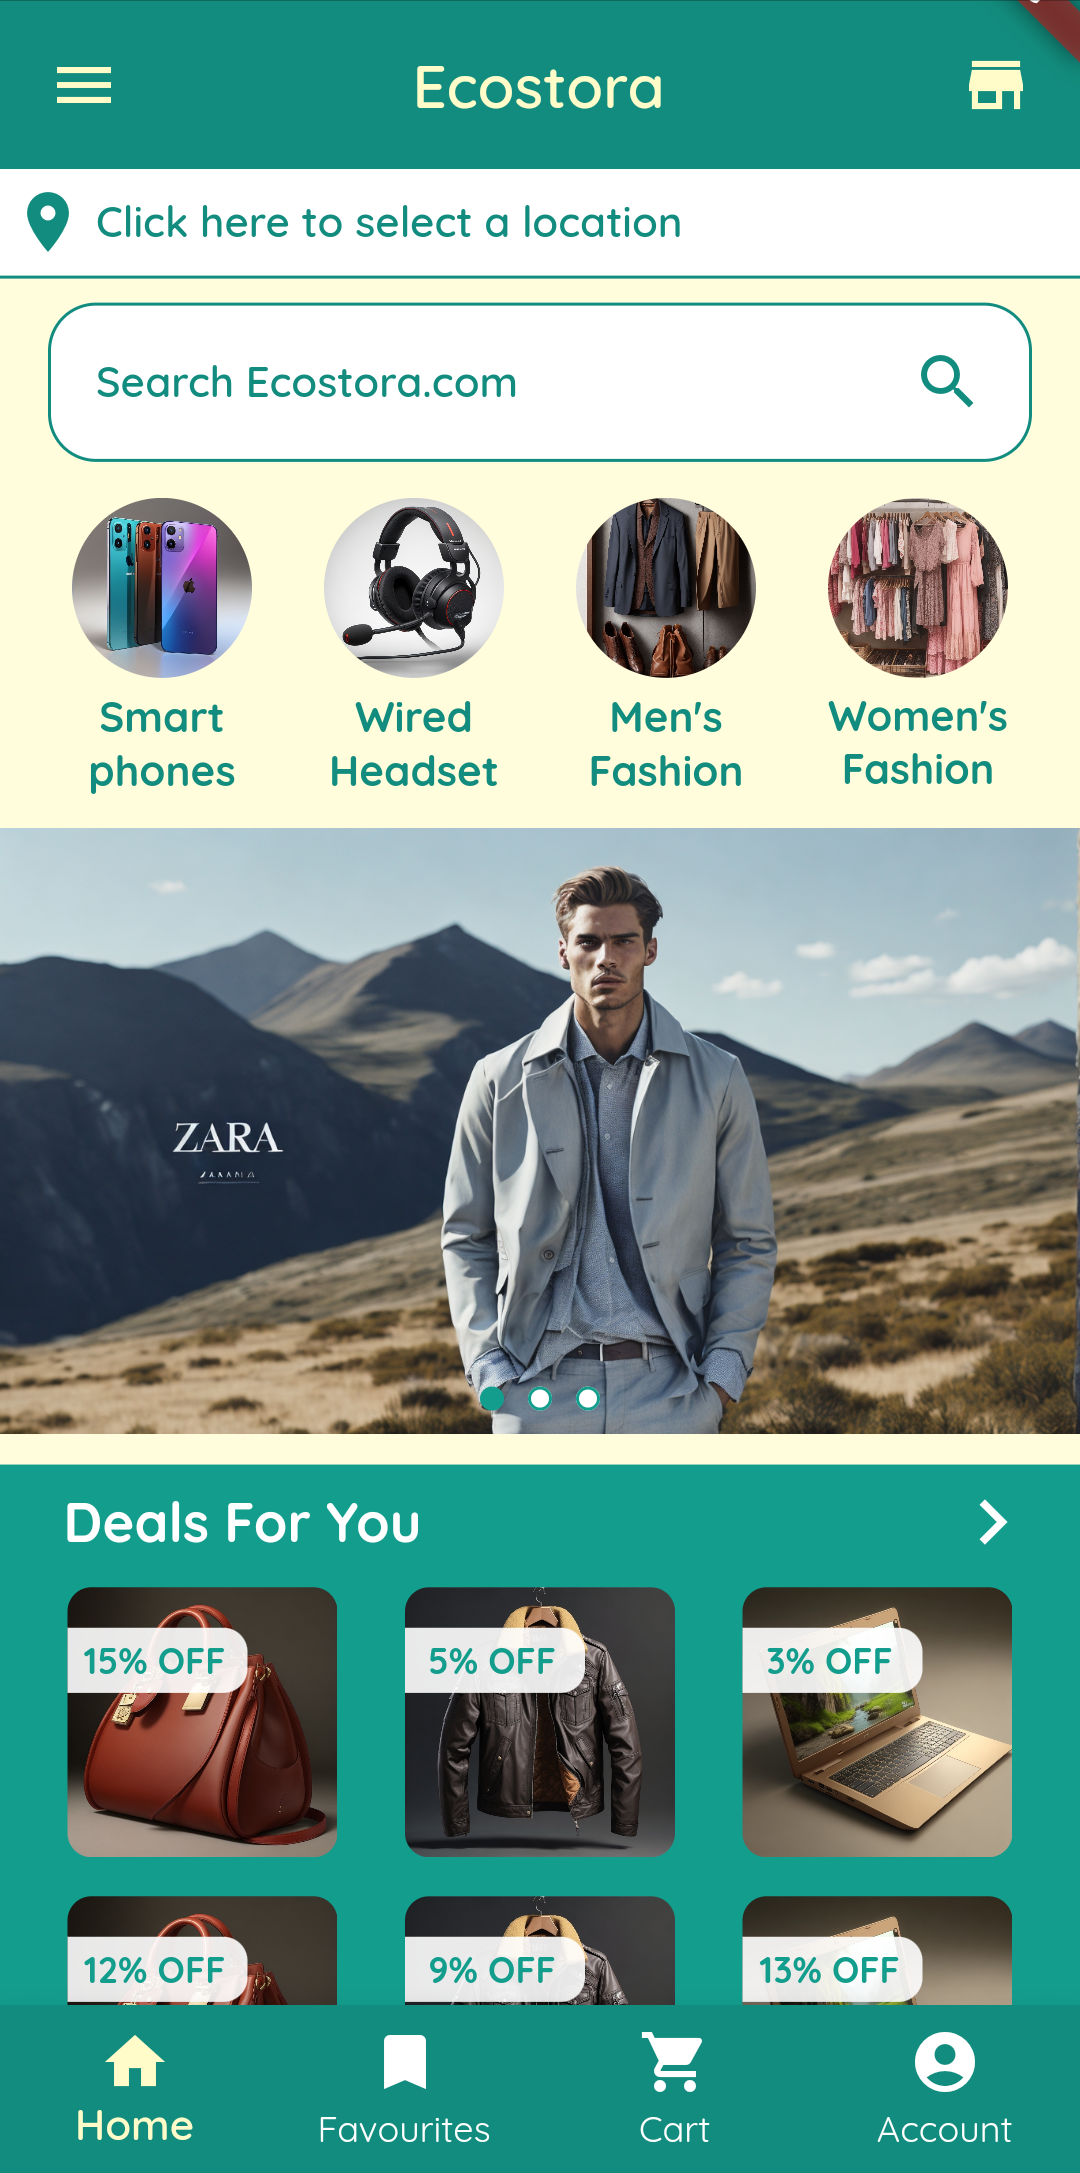 Ecostora
Click here to select a location
Search Ecostora.com
Smart
phones
Wired
Headset
Men's
Fashion
Women's
Fashion
ZARA
Deals For You
15% OFF
5% OFF
3% OFF
12% OFF
9% OFF
13% OFF
Home
Favourites
Cart
Account